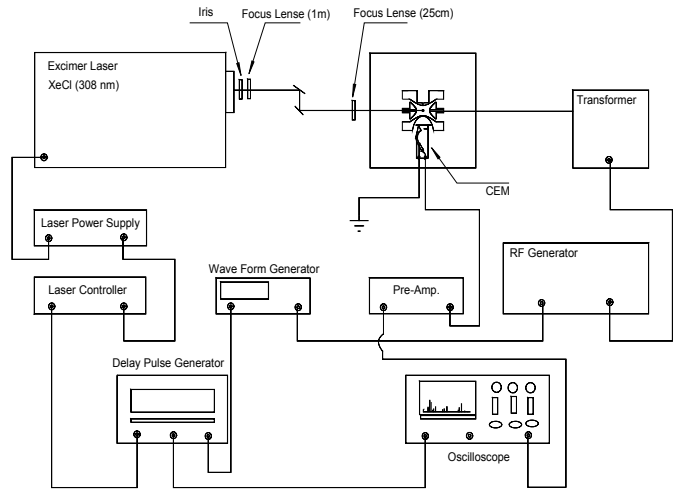 Iris
Focus Lense (1m)
Focus Lense (25cm)
Excimer Laser
XeCl (308 nm)
Transformer
CEM
Laser Power Supply
RF Generator
Wave Form Generator
Laser Controller
Pre-Amp.
Delay Pulse Generator
Oscilloscope